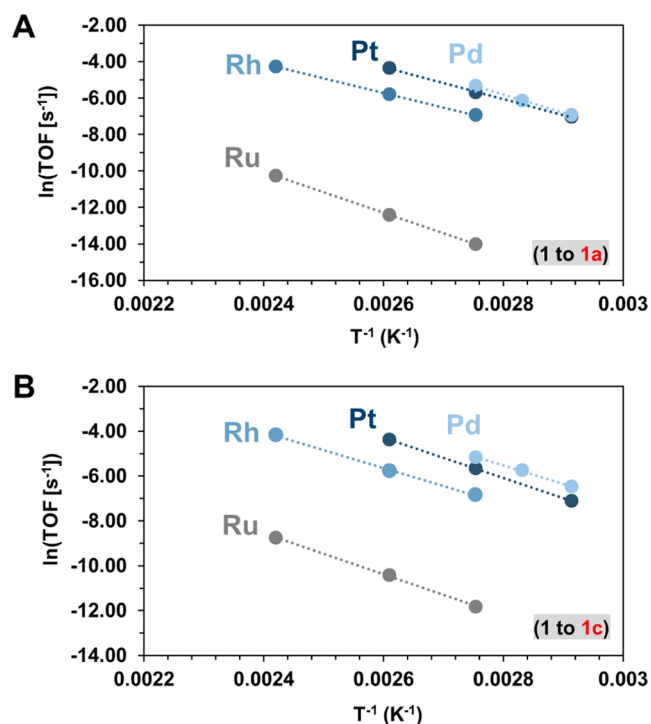 A
-2.00
-4.00
-6.00
-8.00
-10.00
-12.00
-14.00
-16.00
ln(TOF [s⁻¹])
Rh
Pt
Pd
Ru
(1 to 1a)
0.0022 0.0024 0.0026 0.0028 0.003
T⁻¹ (K⁻¹)
B
-2.00
-4.00
-6.00
-8.00
-10.00
-12.00
-14.00
ln(TOF [s⁻¹])
Rh
Pt
Pd
Ru
(1 to 1c)
0.0022 0.0024 0.0026 0.0028 0.003
T⁻¹ (K⁻¹)